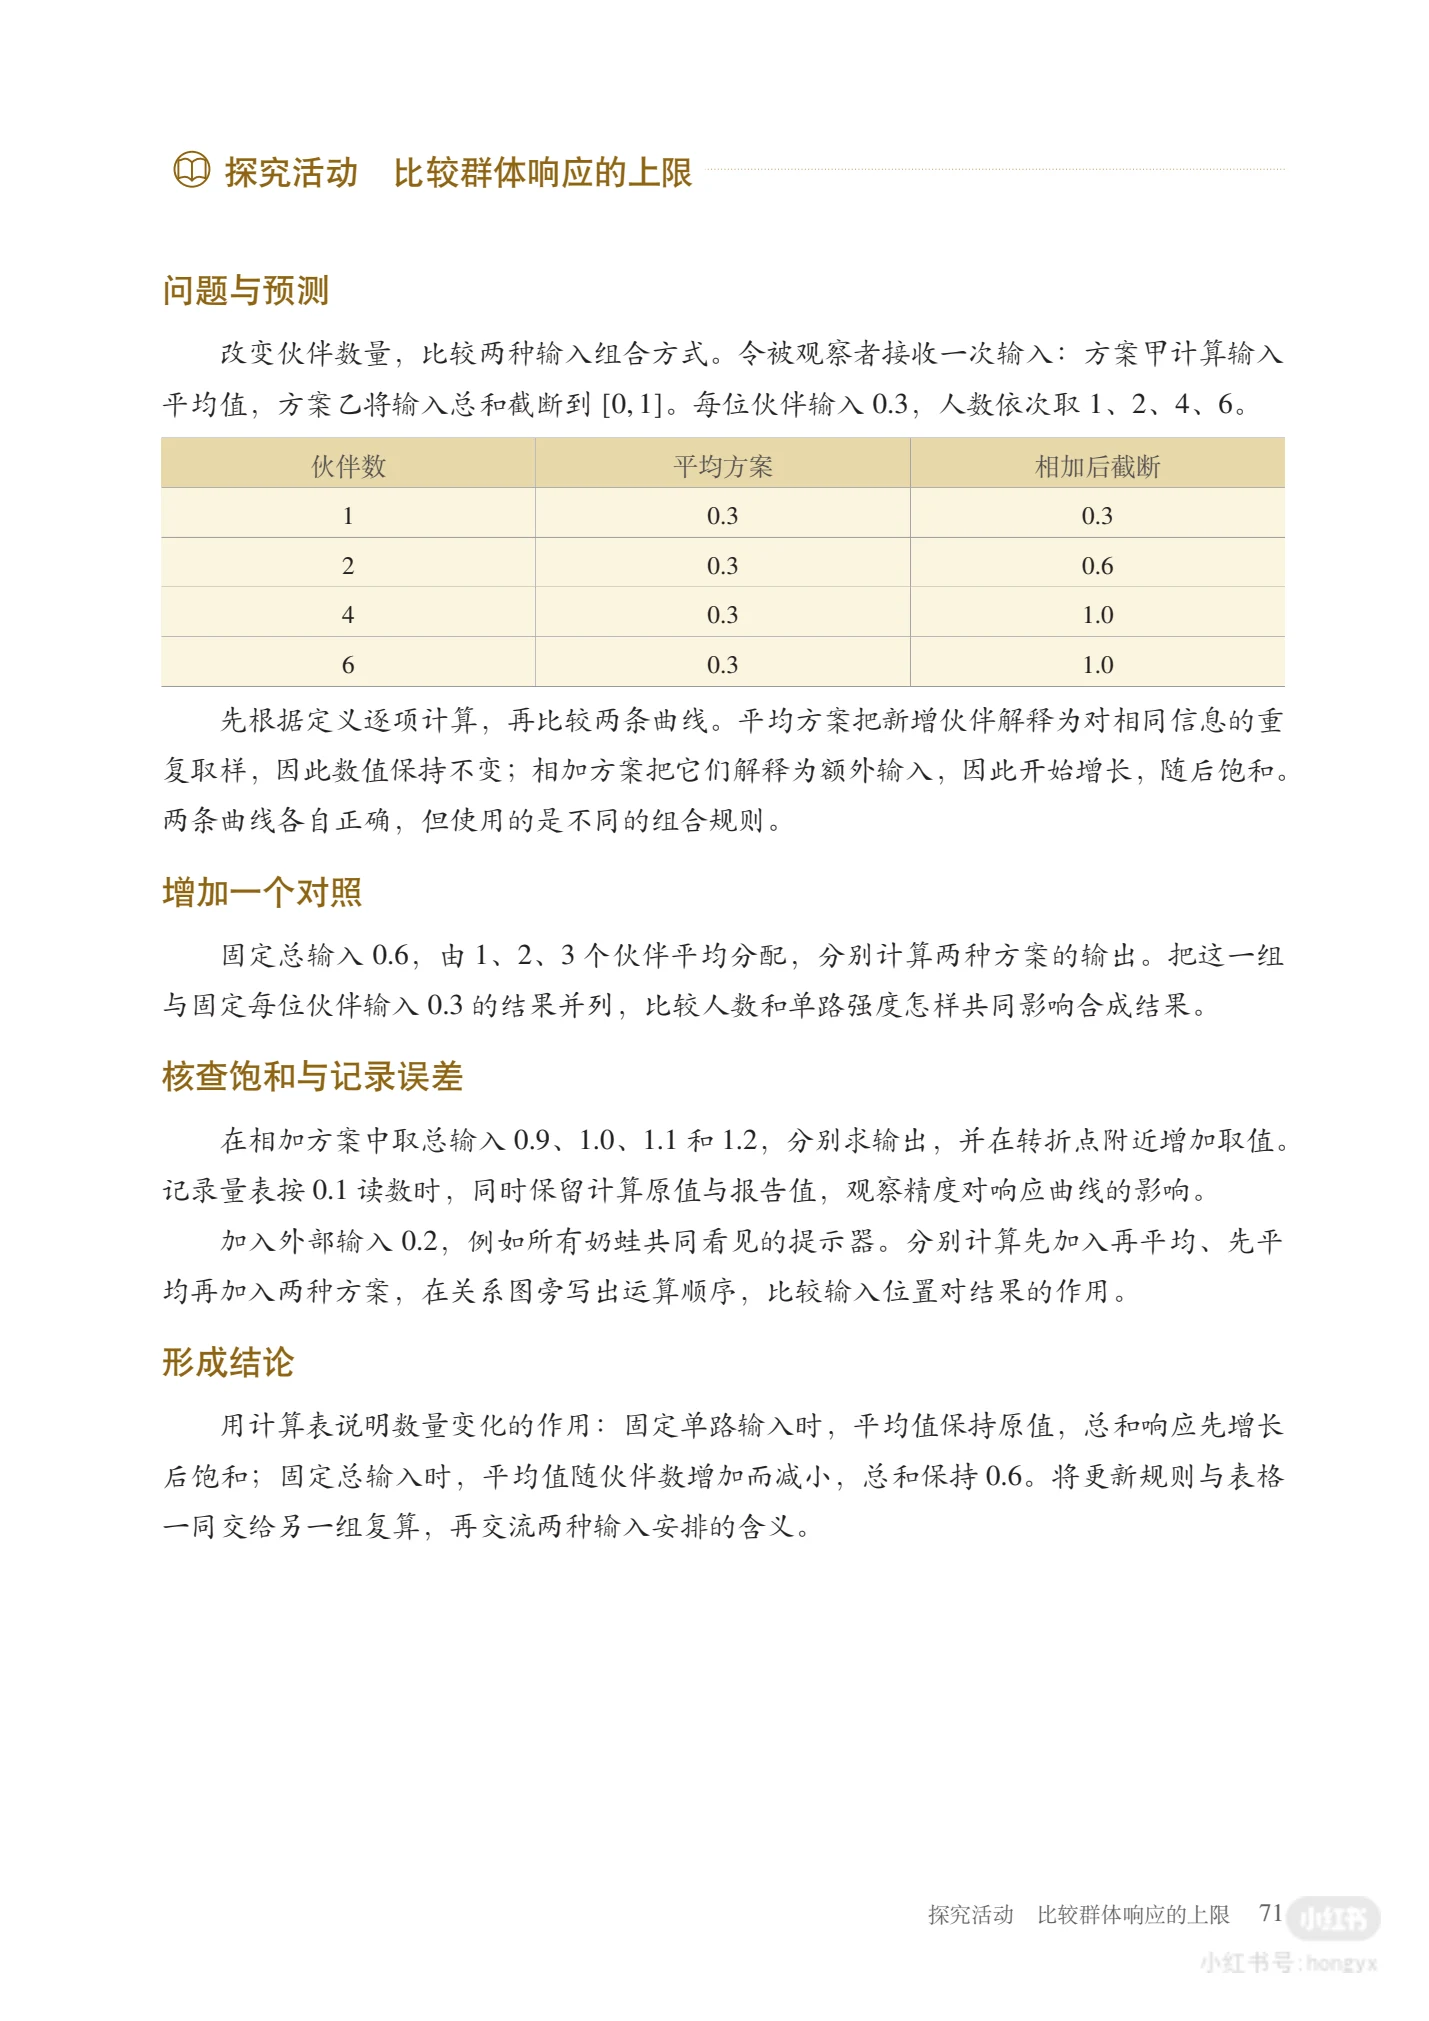 探究活动　比较群体响应的上限
问题与预测
改变伙伴数量，比较两种输入组合方式。令被观察者接收一次输入：方案甲计算输入
平均值，方案乙将输入总和截断到 [0, 1]。每位伙伴输入 0.3，人数依次取 1、2、4、6。
伙伴数　平均方案　相加后截断
1　0.3　0.3
2　0.3　0.6
4　0.3　1.0
6　0.3　1.0
先根据定义逐项计算，再比较两条曲线。平均方案把新增伙伴解释为对相同信息的重
复取样，因此数值保持不变；相加方案把它们解释为额外输入，因此开始增长，随后饱和。
两条曲线各自正确，但使用的是不同的组合规则。
增加一个对照
固定总输入 0.6，由 1、2、3 个伙伴平均分配，分别计算两种方案的输出。把这一组
与固定每位伙伴输入 0.3 的结果并列，比较人数和单路强度怎样共同影响合成结果。
核查饱和与记录误差
在相加方案中取总输入 0.9、1.0、1.1 和 1.2，分别求输出，并在转折点附近增加取值。
记录量表按 0.1 读数时，同时保留计算原值与报告值，观察精度对响应曲线的影响。
加入外部输入 0.2，例如所有奶蛙共同看见的提示器。分别计算先加入再平均、先平
均再加入两种方案，在关系图旁写出运算顺序，比较输入位置对结果的作用。
形成结论
用计算表说明数量变化的作用：固定单路输入时，平均值保持原值，总和响应先增长
后饱和；固定总输入时，平均值随伙伴数增加而减小，总和保持 0.6。将更新规则与表格
一同交给另一组复算，再交流两种输入安排的含义。
探究活动　比较群体响应的上限　71
小红书
小红书号:hongyx